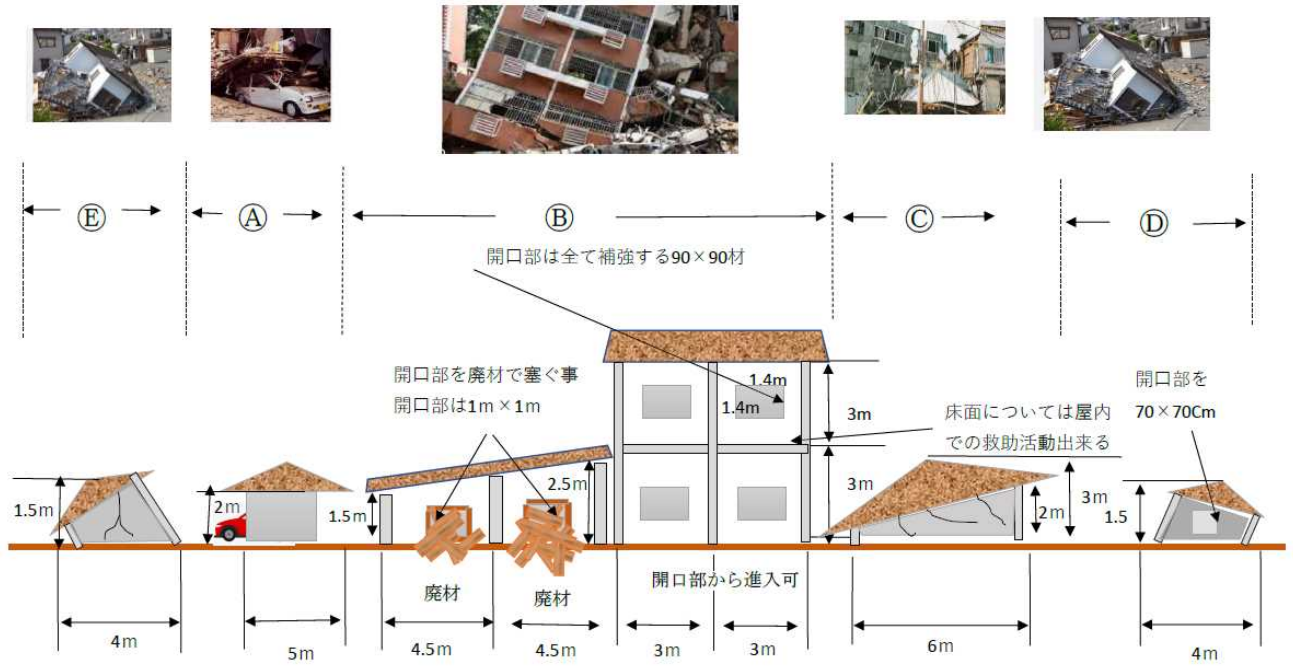 Ⓔ
Ⓐ
Ⓑ
Ⓒ
Ⓓ
開口部は全て補強する90×90材
開口部を廃材で塞ぐ事
開口部は1m×1m
1.4m
1.4m
3m
開口部を
70×70Cm
床面については屋内
での救助活動出来る
1.5m
2m
1.5m
2.5m
3m
2m
3m
1.5
廃材
廃材
開口部から進入可
4m
5m
4.5m
4.5m
3m
3m
6m
4m